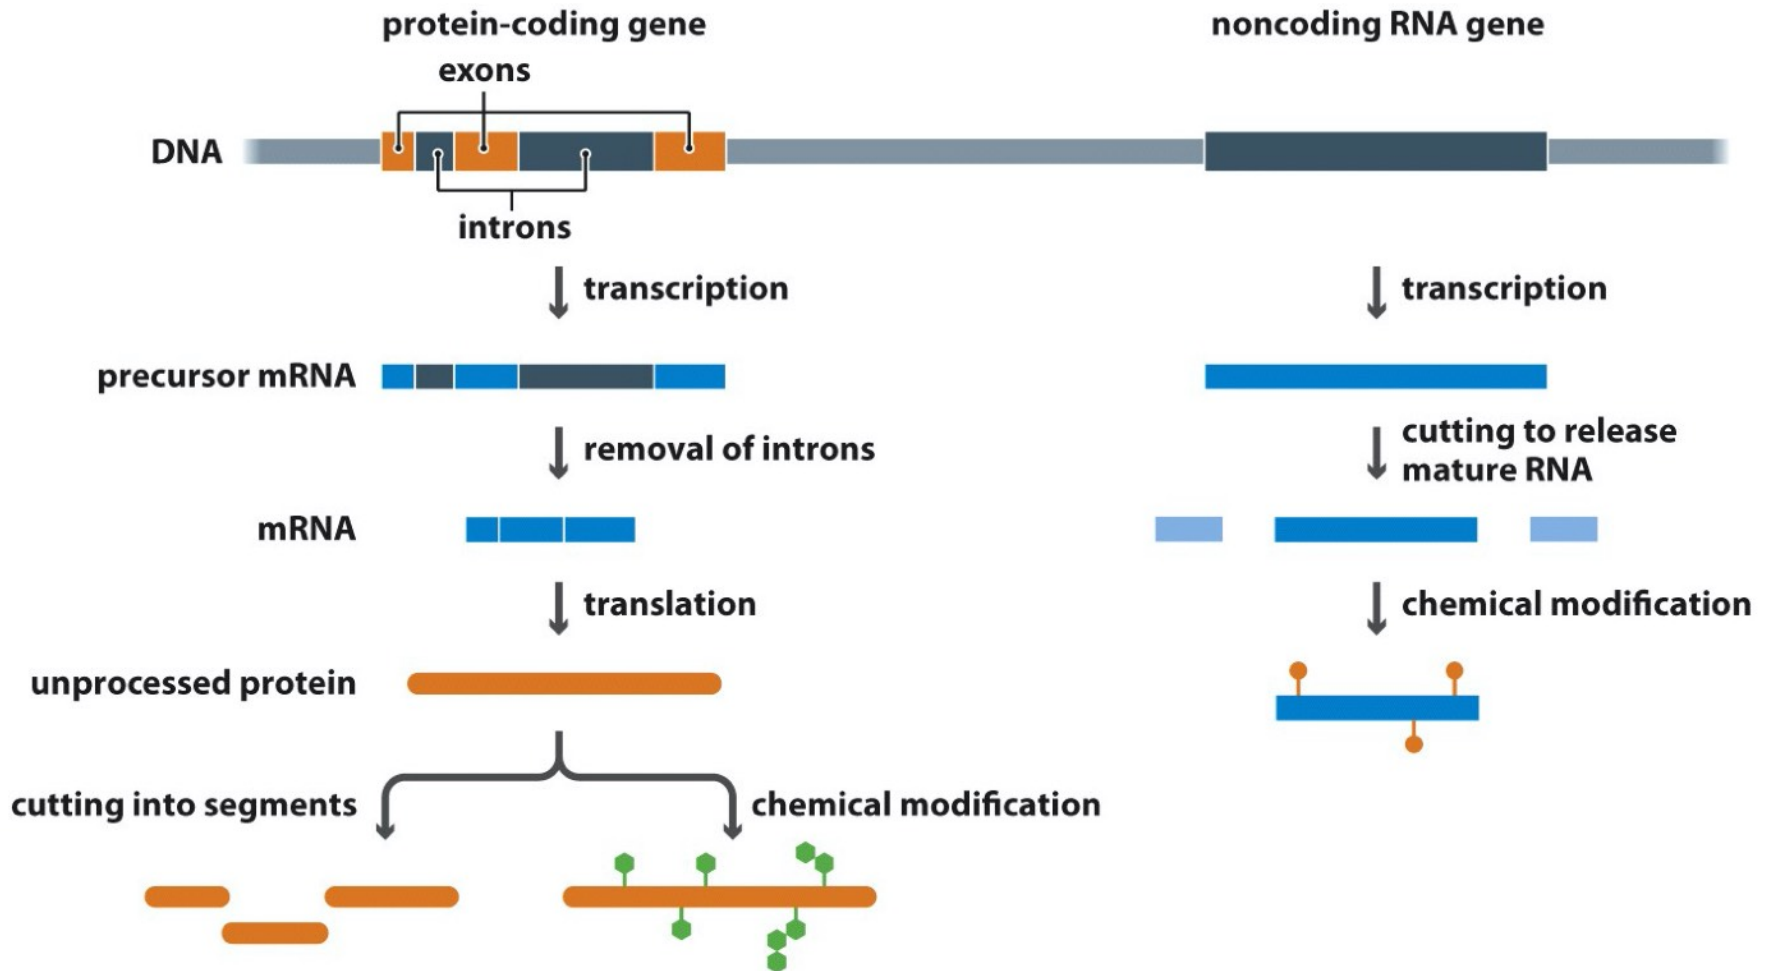 protein-coding gene
noncoding RNA gene
exons
DNA
introns
transcription
transcription
precursor mRNA
removal of introns
cutting to release
mature RNA
mRNA
translation
chemical modification
unprocessed protein
cutting into segments
chemical modification